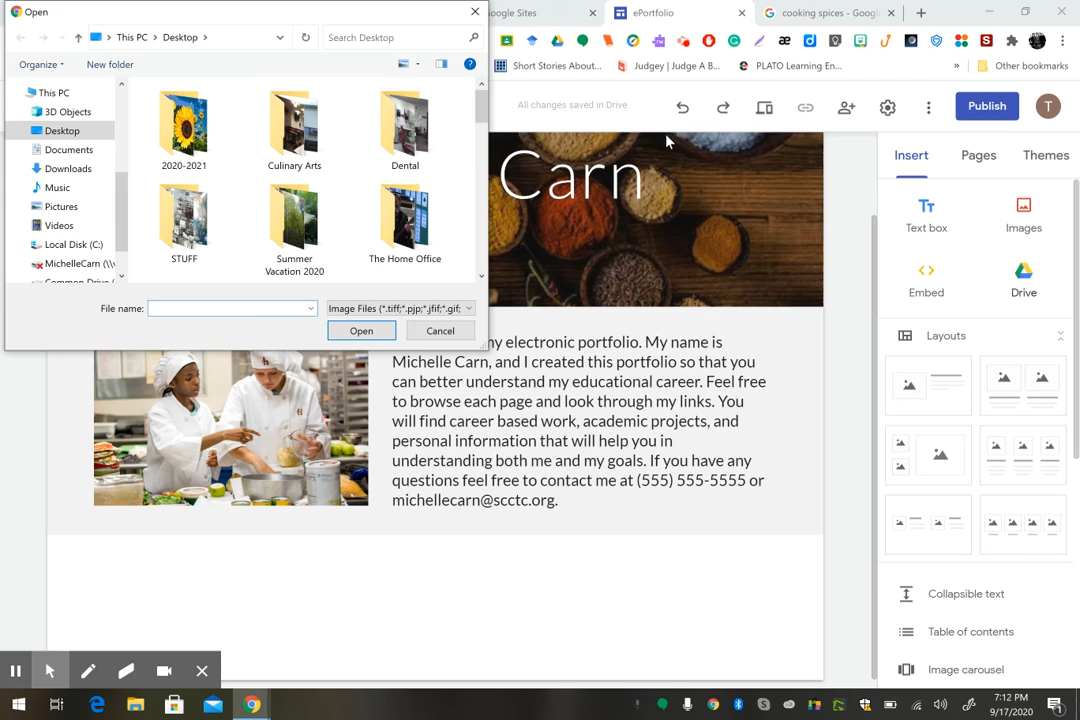 Open
oogle Sites
ePortfolio
cooking spices - Googl
This PC
Desktop
Search Desktop
Organize
New folder
Short Stories About...
Judgey | Judge A B...
PLATO Learning En...
»
Other bookmarks
This PC
3D Objects
Desktop
Documents
Downloads
Music
Pictures
Videos
Local Disk (C:)
MichelleCarn (\\
2020-2021
Culinary Arts
Dental
STUFF
Summer
Vacation 2020
The Home Office
File name:
Image Files (*.tiff;*.pjp;*.jfif;*.gif;
Open
Cancel
All changes saved in Drive
Publish
T
Carn
Insert
Pages
Themes
Tt
Text box
Images
Embed
Drive
Layouts
Collapsible text
Table of contents
Image carousel
ny electronic portfolio. My name is
Michelle Carn, and I created this portfolio so that you
can better understand my educational career. Feel free
to browse each page and look through my links. You
will find career based work, academic projects, and
personal information that will help you in
understanding both me and my goals. If you have any
questions feel free to contact me at (555) 555-5555 or
michellecarn@scctc.org.
7:12 PM
9/17/2020